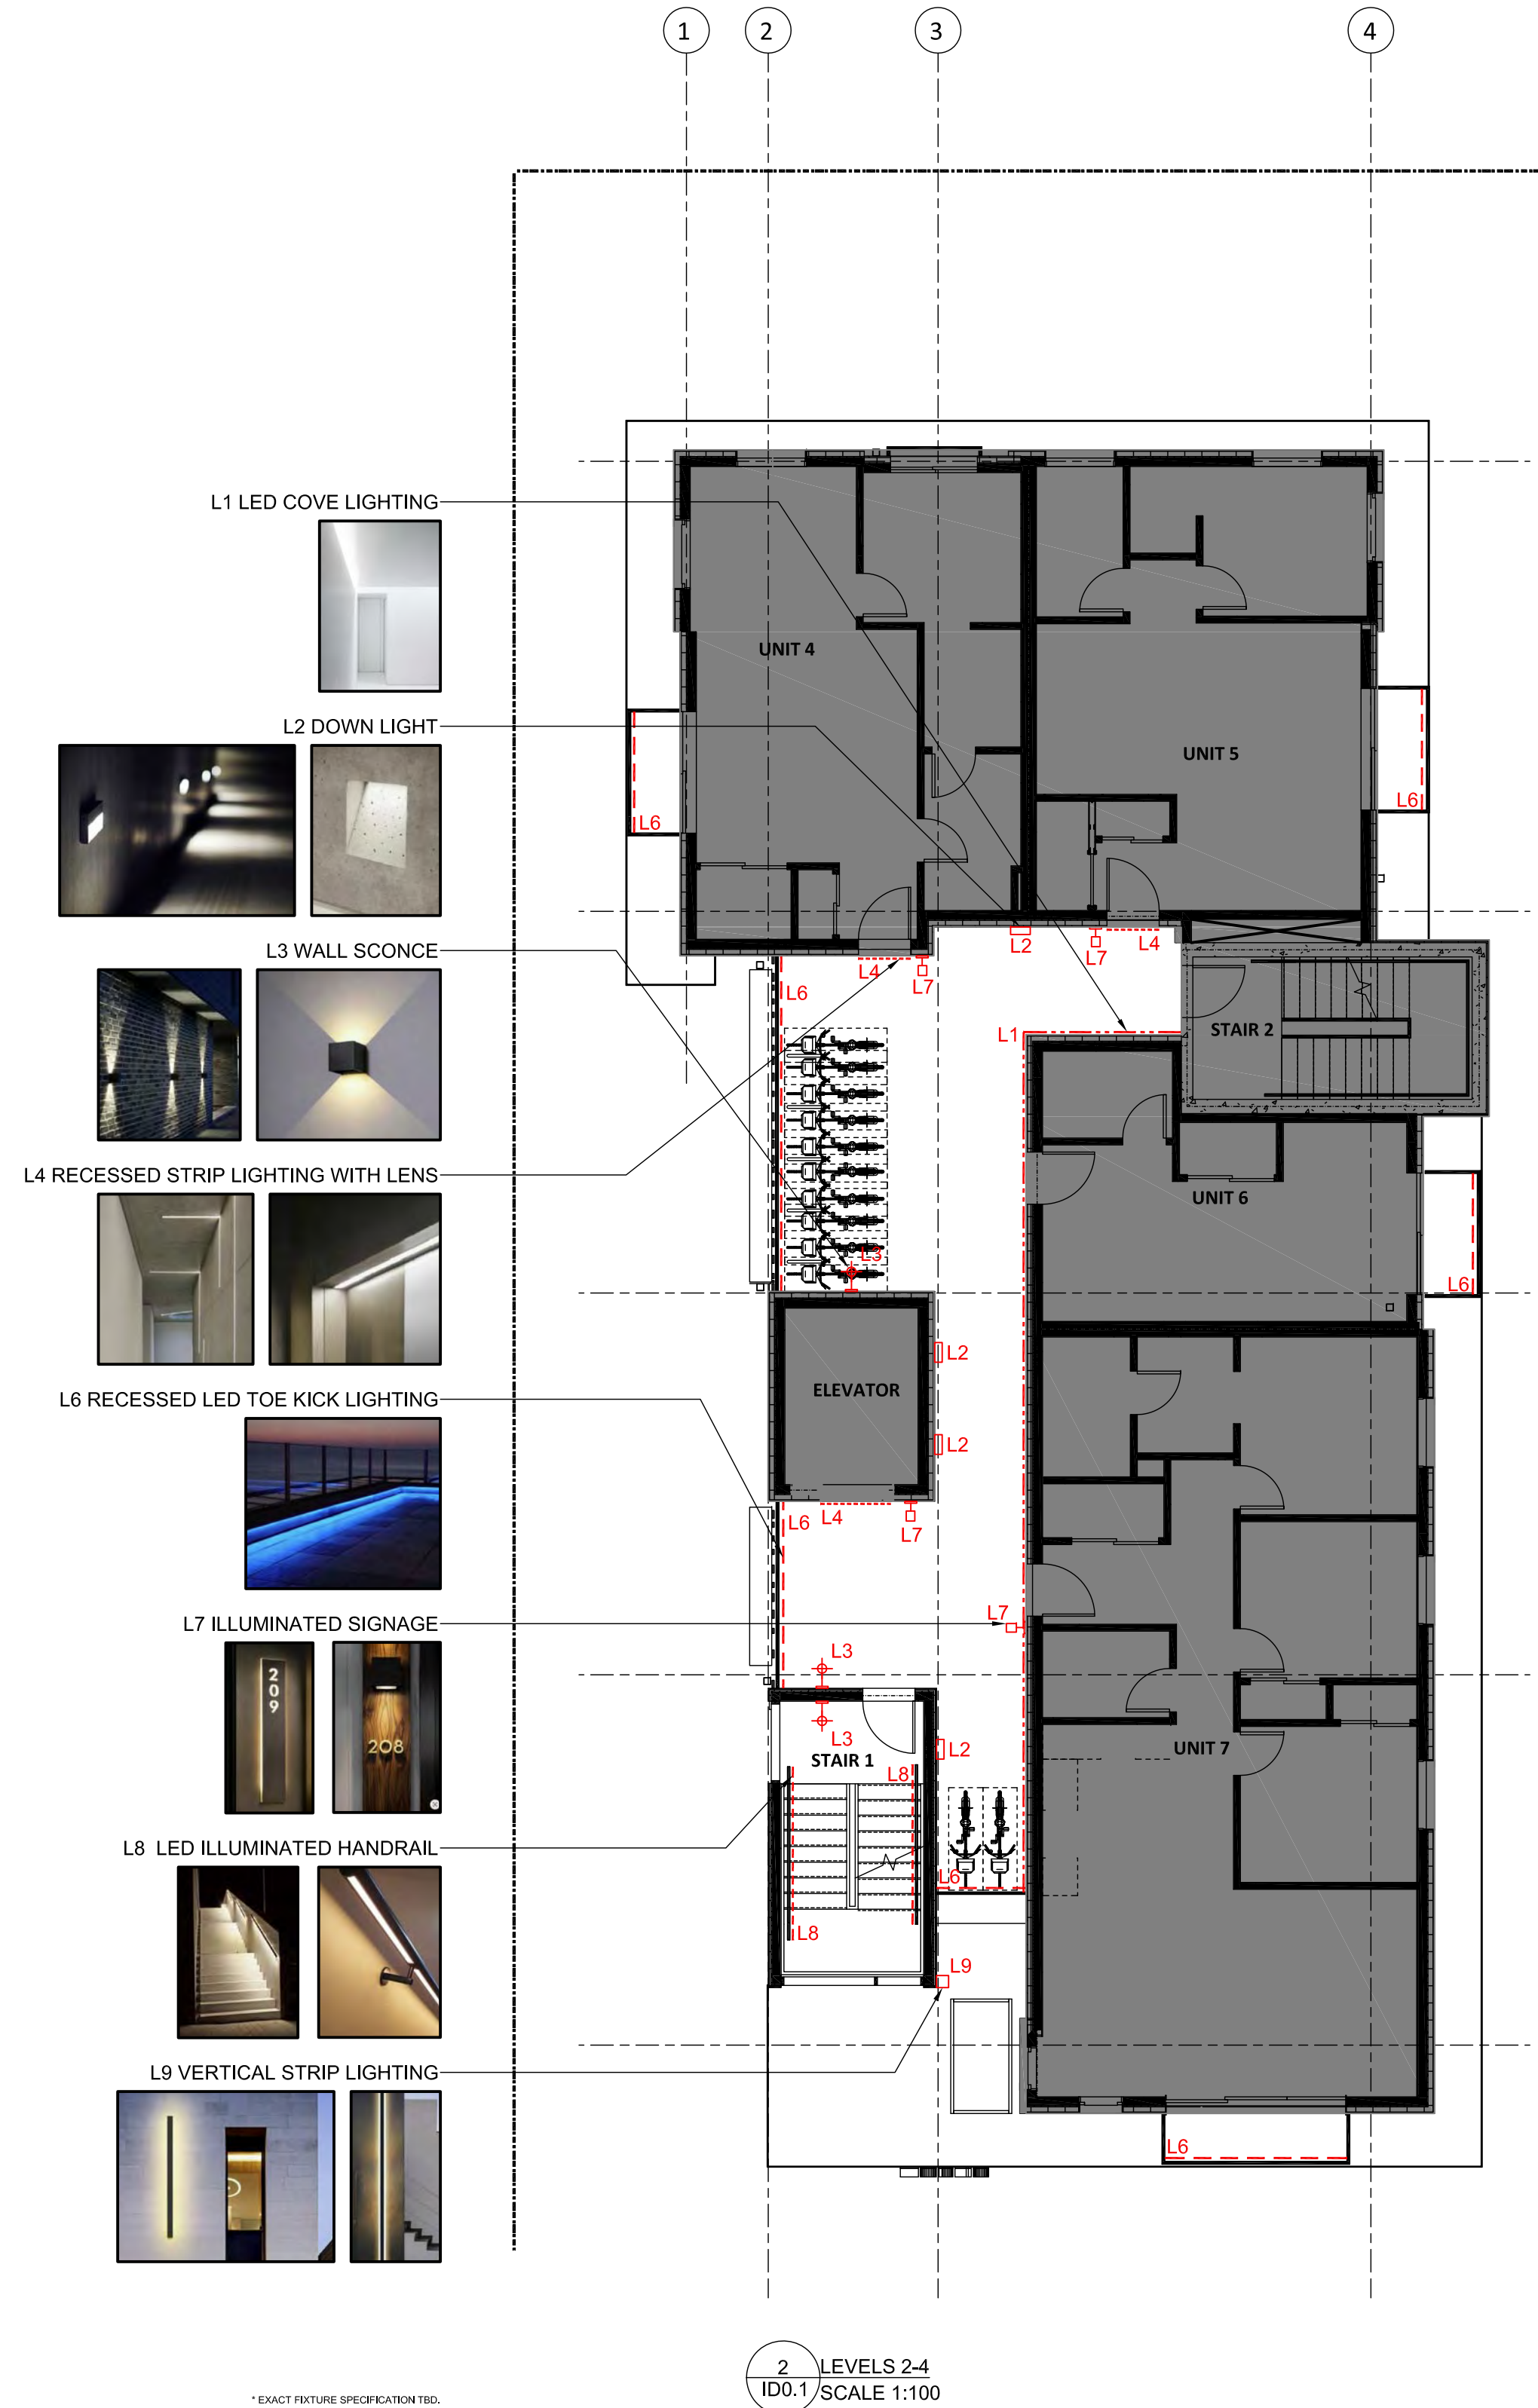 1
2
3
4
L1 LED COVE LIGHTING
UNIT 4
UNIT 5
L2 DOWN LIGHT
L6
L6
L3 WALL SCONCE
L2
L7
L4
L4
L7
L6
L1
STAIR 2
L4 RECESSED STRIP LIGHTING WITH LENS
UNIT 6
L3
L6
L2
ELEVATOR
L6 RECESSED LED TOE KICK LIGHTING
L2
L6
L4
L7
L7 ILLUMINATED SIGNAGE
L7
2
0
9
208
L3
L3
STAIR 1
L2
UNIT 7
L8
L8 LED ILLUMINATED HANDRAIL
L6
L8
L9
L9 VERTICAL STRIP LIGHTING
L6
2
ID0.1
LEVELS 2-4
SCALE 1:100
* EXACT FIXTURE SPECIFICATION TBD.